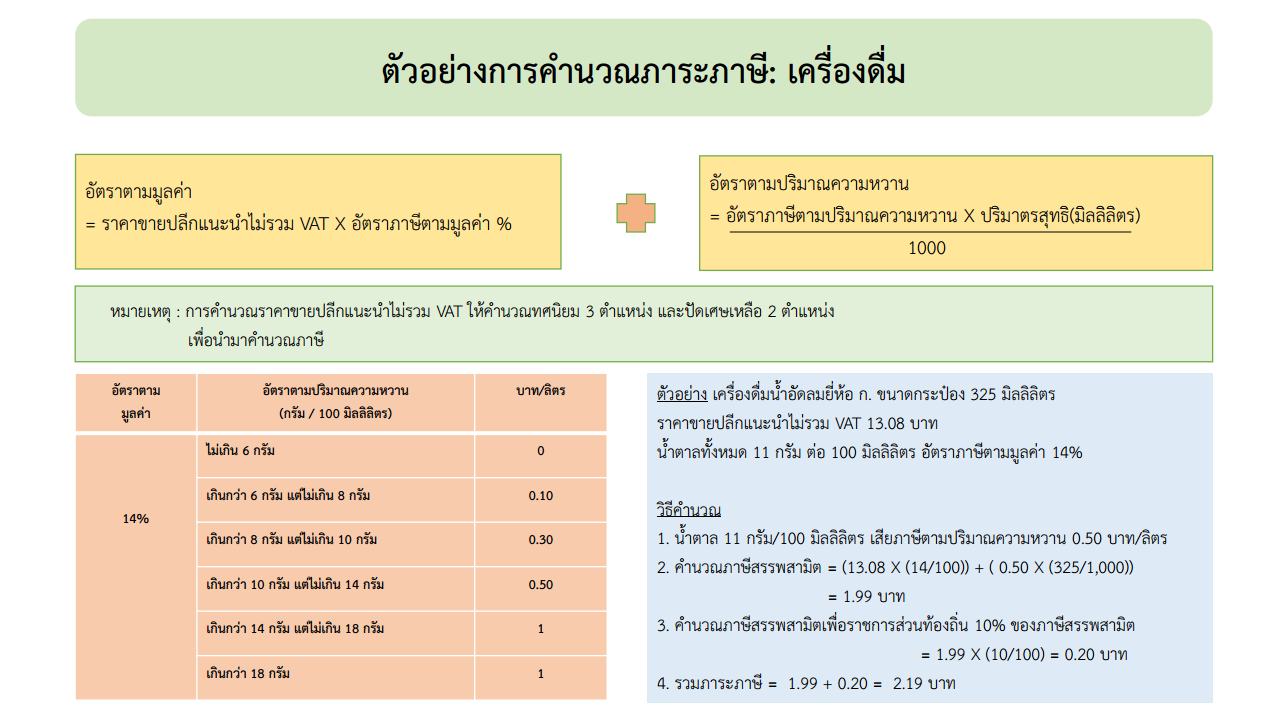 ตัวอย่างการคำนวณภาระภาษี: เครื่องดื่ม
อัตราตามมูลค่า
= ราคาขายปลีกแนะนำไม่รวม VAT X อัตราภาษีตามมูลค่า %
อัตราตามปริมาณความหวาน
= อัตราภาษีตามปริมาณความหวาน X ปริมาตรสุทธิ(มิลลิลิตร)
1000
หมายเหตุ : การคำนวณราคาขายปลีกแนะนำไม่รวม VAT ให้คำนวณทศนิยม 3 ตำแหน่ง และปัดเศษเหลือ 2 ตำแหน่ง
เพื่อนำมาคำนวณภาษี
อัตราตาม
มูลค่า
อัตราตามปริมาณความหวาน
(กรัม / 100 มิลลิลิตร)
บาท/ลิตร
14%
ไม่เกิน 6 กรัม 0
เกินกว่า 6 กรัม แต่ไม่เกิน 8 กรัม 0.10
เกินกว่า 8 กรัม แต่ไม่เกิน 10 กรัม 0.30
เกินกว่า 10 กรัม แต่ไม่เกิน 14 กรัม 0.50
เกินกว่า 14 กรัม แต่ไม่เกิน 18 กรัม 1
เกินกว่า 18 กรัม 1
ตัวอย่าง เครื่องดื่มน้ำอัดลมยี่ห้อ ก. ขนาดกระป๋อง 325 มิลลิลิตร
ราคาขายปลีกแนะนำไม่รวม VAT 13.08 บาท
น้ำตาลทั้งหมด 11 กรัม ต่อ 100 มิลลิลิตร อัตราภาษีตามมูลค่า 14%
วิธีคำนวณ
1. น้ำตาล 11 กรัม/100 มิลลิลิตร เสียภาษีตามปริมาณความหวาน 0.50 บาท/ลิตร
2. คำนวณภาษีสรรพสามิต = (13.08 X (14/100)) + ( 0.50 X (325/1,000))
= 1.99 บาท
3. คำนวณภาษีสรรพสามิตเพื่อราชการส่วนท้องถิ่น 10% ของภาษีสรรพสามิต
= 1.99 X (10/100) = 0.20 บาท
4. รวมภาระภาษี = 1.99 + 0.20 = 2.19 บาท